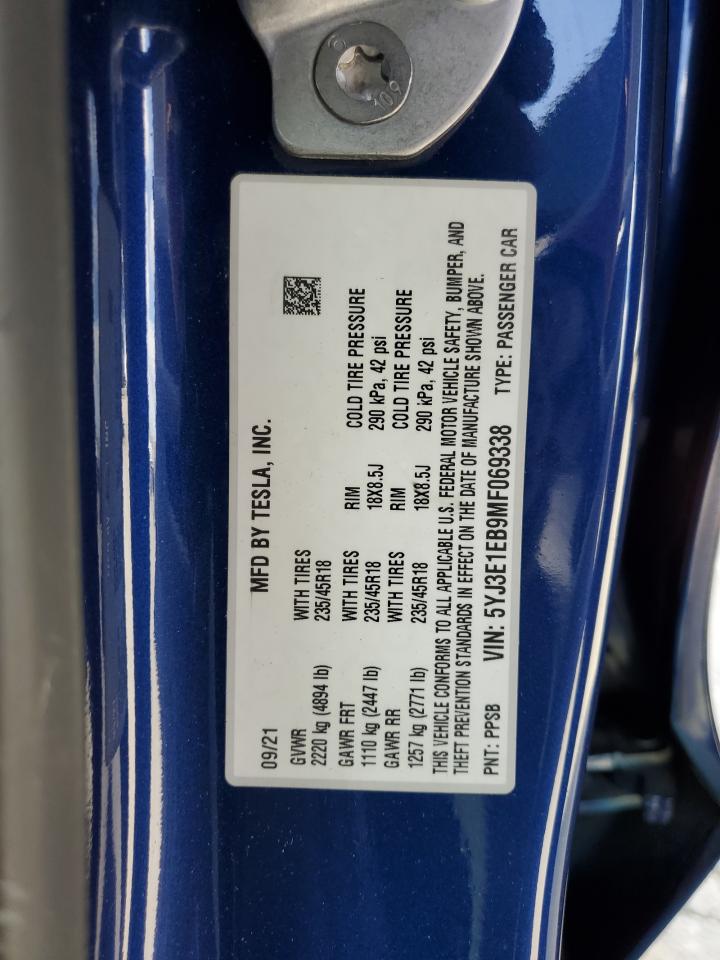 09/21 MFD BY TESLA, INC.
GVWR WITH TIRES
2220 kg (4894 lb) 235/45R18
GAWR FRT WITH TIRES RIM COLD TIRE PRESSURE
1110 kg (2447 lb) 235/45R18 18X8.5J 290 kPa, 42 psi
GAWR RR WITH TIRES RIM COLD TIRE PRESSURE
1257 kg (2771 lb) 235/45R18 18X8.5J 290 kPa, 42 psi
THIS VEHICLE CONFORMS TO ALL APPLICABLE U.S. FEDERAL MOTOR VEHICLE SAFETY, BUMPER, AND
THEFT PREVENTION STANDARDS IN EFFECT ON THE DATE OF MANUFACTURE SHOWN ABOVE.
PNT: PPSB VIN: 5YJ3E1EB9MF069338 TYPE: PASSENGER CAR
109